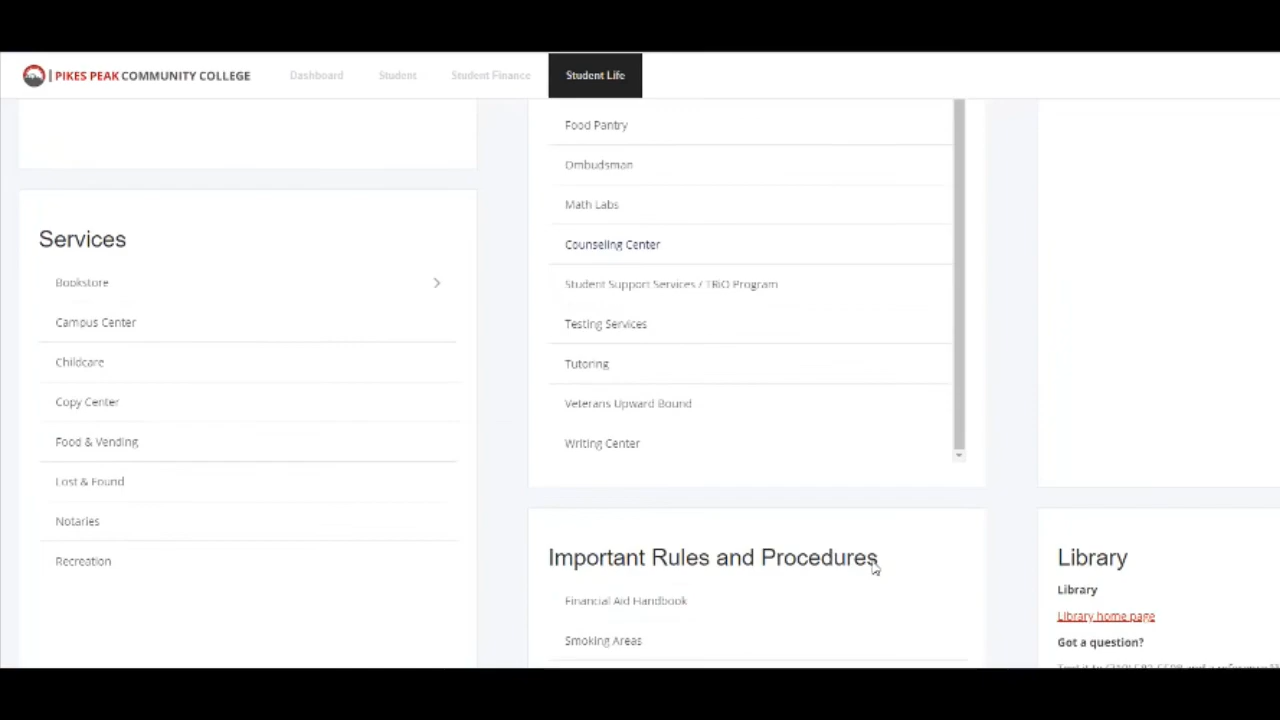 PIKES PEAK COMMUNITY COLLEGE
Dashboard
Student
Student Finance
Student Life
Services
Bookstore
Campus Center
Childcare
Copy Center
Food & Vending
Lost & Found
Notaries
Recreation
Food Pantry
Ombudsman
Math Labs
Counseling Center
Student Support Services / TRiO Program
Testing Services
Tutoring
Veterans Upward Bound
Writing Center
Important Rules and Procedures
Financial Aid Handbook
Smoking Areas
Library
Library
Library home page
Got a question?